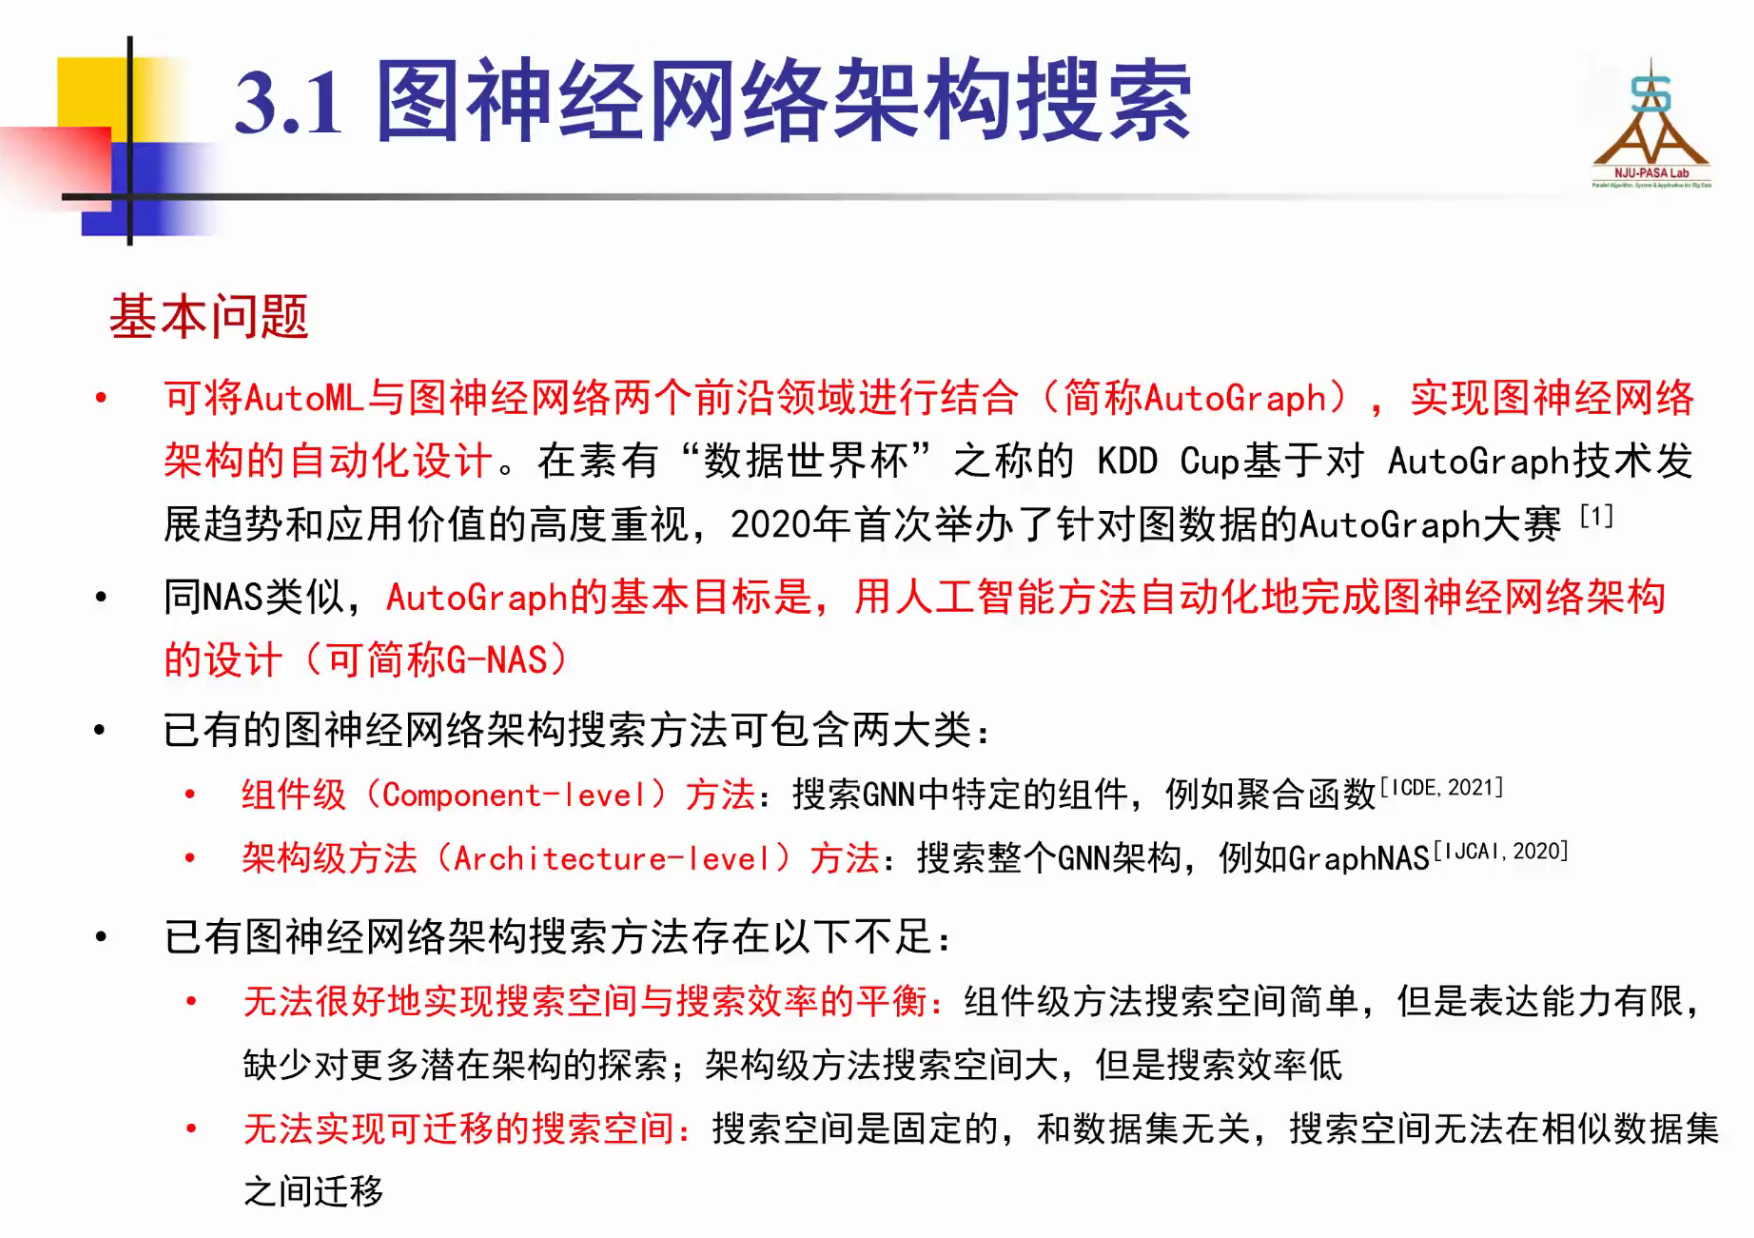 3.1 图神经网络架构搜索
S
AA
NJU-PASA Lab
Parallel Algorithm, System & Application for Big Data
基本问题
• 可将AutoML与图神经网络两个前沿领域进行结合（简称AutoGraph），实现图神经网络
架构的自动化设计。在素有“数据世界杯”之称的 KDD Cup基于对 AutoGraph技术发
展趋势和应用价值的高度重视，2020年首次举办了针对图数据的AutoGraph大赛 [1]
• 同NAS类似，AutoGraph的基本目标是，用人工智能方法自动化地完成图神经网络架构
的设计（可简称G-NAS）
• 已有的图神经网络架构搜索方法可包含两大类：
• 组件级（Component-level）方法：搜索GNN中特定的组件，例如聚合函数[ICDE,2021]
• 架构级方法（Architecture-level）方法：搜索整个GNN架构，例如GraphNAS[IJCAI,2020]
• 已有图神经网络架构搜索方法存在以下不足：
• 无法很好地实现搜索空间与搜索效率的平衡：组件级方法搜索空间简单，但是表达能力有限，
缺少对更多潜在架构的探索；架构级方法搜索空间大，但是搜索效率低
• 无法实现可迁移的搜索空间：搜索空间是固定的，和数据集无关，搜索空间无法在相似数据集
之间迁移